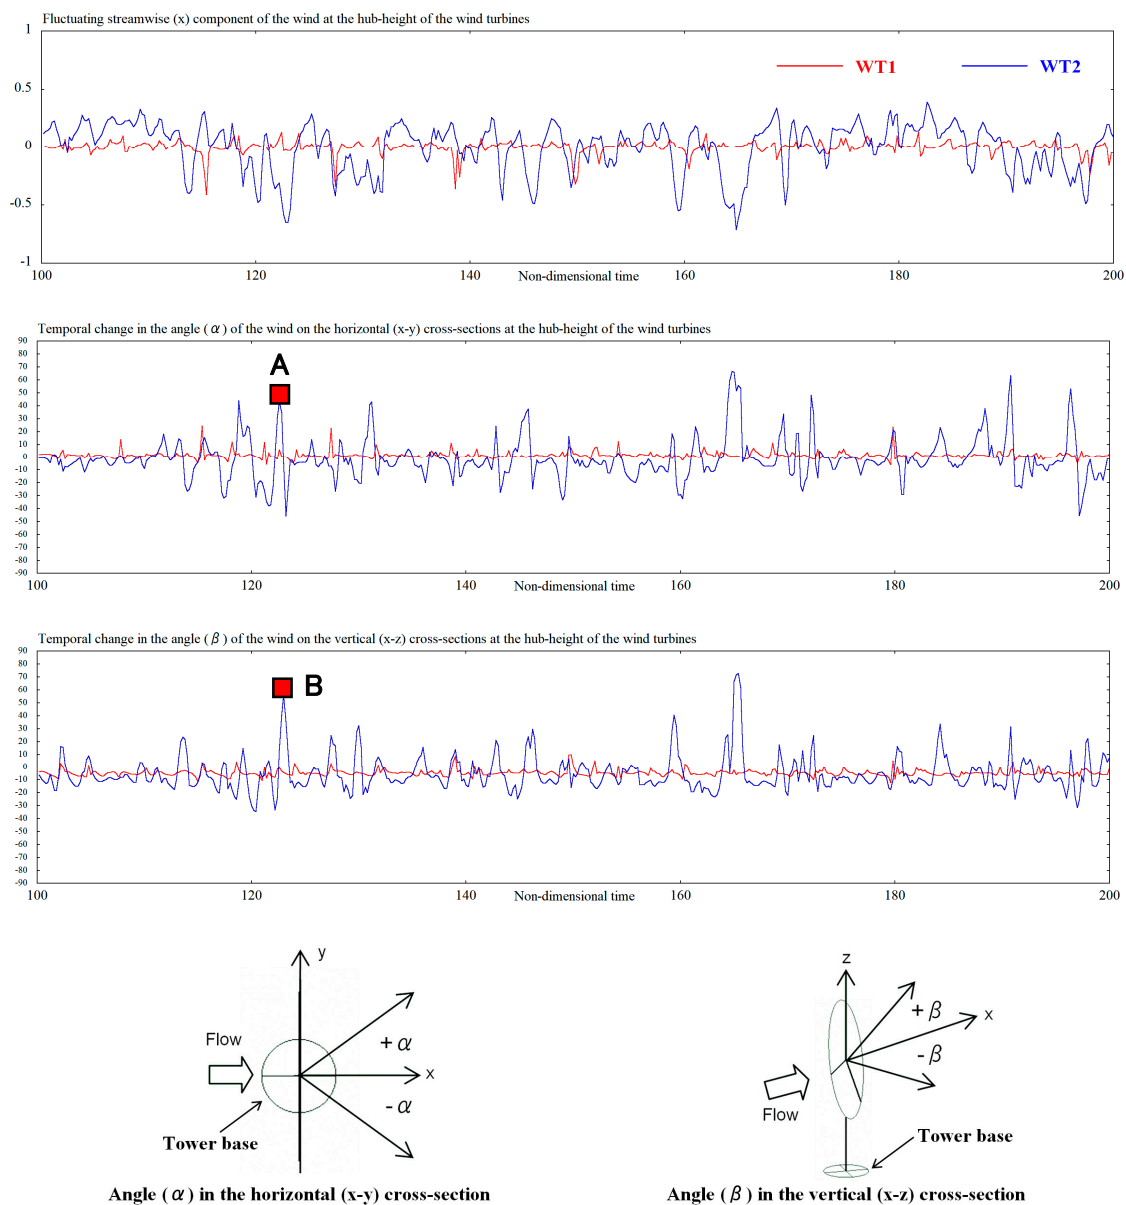 Fluctuating streamwise (x) component of the wind at the hub-height of the wind turbines
1
WT1 WT2
0.5
0
-0.5
-1
100 120 140 Non-dimensional time 160 180 200
Temporal change in the angle (α) of the wind on the horizontal (x-y) cross-sections at the hub-height of the wind turbines
90
80
70
A
60
50
40
30
20
10
0
-10
-20
-30
-40
-50
-60
-70
-80
-90
100 120 140 Non-dimensional time 160 180 200
Temporal change in the angle (β) of the wind on the vertical (x-z) cross-sections at the hub-height of the wind turbines
90
80
70
B
60
50
40
30
20
10
0
-10
-20
-30
-40
-50
-60
-70
-80
-90
100 120 140 Non-dimensional time 160 180 200
y
Flow
+α
x
-α
Tower base
Angle (α) in the horizontal (x-y) cross-section
z
+β
x
-β
Flow
Tower base
Angle (β) in the vertical (x-z) cross-section